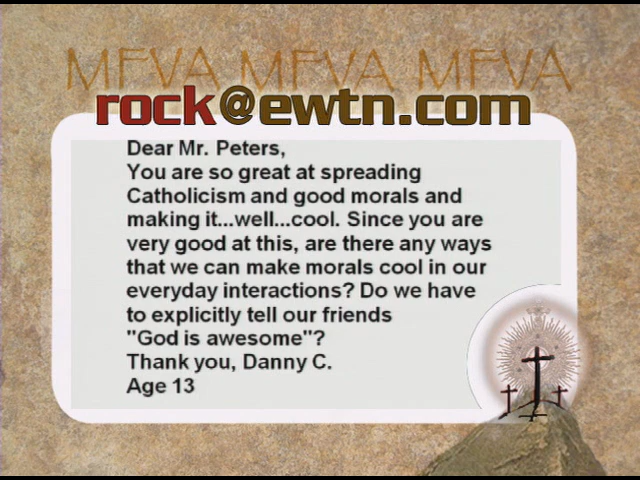 MFVA MFVA MFVA
rock@ewtn.com
Dear Mr. Peters,
You are so great at spreading
Catholicism and good morals and
making it...well...cool. Since you are
very good at this, are there any ways
that we can make morals cool in our
everyday interactions? Do we have
to explicitly tell our friends
"God is awesome"?
Thank you, Danny C.
Age 13